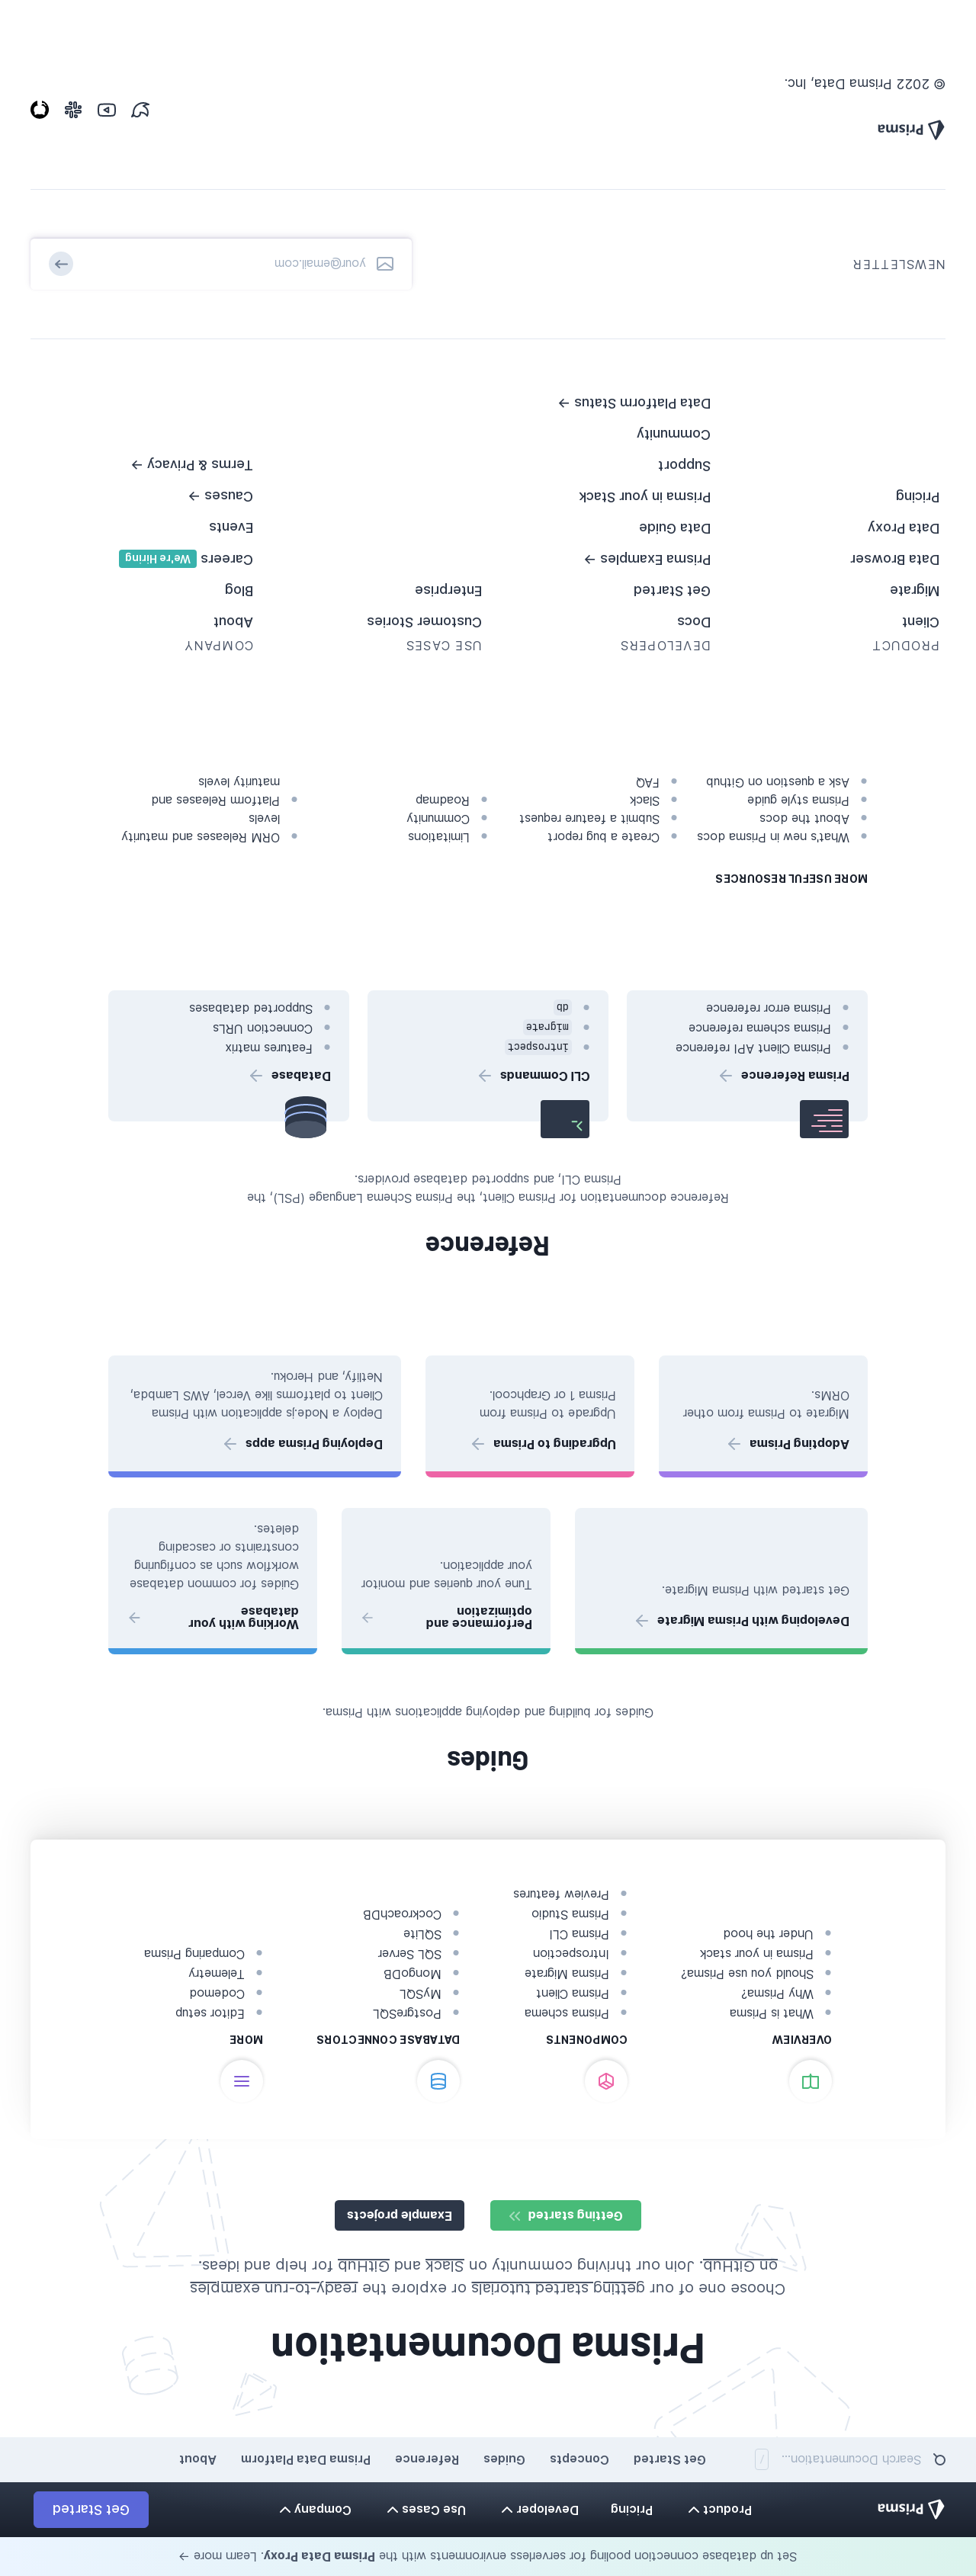 Set up database connection pooling for serverless environments with the Prisma Data Proxy. Learn more →
Prisma
Product
Pricing
Developer
Use Cases
Company
Get Started
Search Documentation...
/
Get Started
Concepts
Guides
Reference
Prisma Data Platform
About
Prisma Documentation
Choose one of our getting started tutorials or explore the ready-to-run examples
on GitHub. Join our thriving community on Slack and GitHub for help and ideas.
Getting started
Example projects
OVERVIEW
What is Prisma
Why Prisma?
Should you use Prisma?
Prisma in your stack
Under the hood
COMPONENTS
Prisma schema
Prisma Client
Prisma Migrate
Introspection
Prisma CLI
Prisma Studio
Preview features
DATABASE CONNECTORS
PostgreSQL
MySQL
MongoDB
SQL Server
SQLite
CockroachDB
MORE
Editor setup
Codemod
Telemetry
Comparing Prisma
Guides
Guides for building and deploying applications with Prisma.
Developing with Prisma Migrate
Get started with Prisma Migrate.
Performance and
optimization
Tune your queries and monitor
your application.
Working with your
database
Guides for common database
workflow such as configuring
constraints or cascading
deletes.
Adopting Prisma
Migrate to Prisma from other
ORMs.
Upgrading to Prisma
Upgrade to Prisma from
Prisma 1 or Graphcool.
Deploying Prisma apps
Deploy a Node.js application with Prisma
Client to platforms like Vercel, AWS Lambda,
Netlify, and Heroku.
Reference
Reference documentation for Prisma Client, the Prisma Schema Language (PSL), the
Prisma CLI, and supported database providers.
Prisma Reference
Prisma Client API reference
Prisma schema reference
Prisma error reference
CLI Commands
introspect
migrate
db
Database
Features matrix
Connection URLs
Supported databases
MORE USEFUL RESOURCES
What's new in Prisma docs
About the docs
Prisma style guide
Ask a question on Github
Create a bug report
Submit a feature request
Slack
FAQ
Limitations
Community
Roadmap
ORM Releases and maturity
levels
Platform Releases and
maturity levels
PRODUCT
Client
Migrate
Data Browser
Data Proxy
Pricing
DEVELOPERS
Docs
Get Started
Prisma Examples →
Data Guide
Prisma in your Stack
Support
Community
Data Platform Status →
USE CASES
Customer Stories
Enterprise
COMPANY
About
Blog
Careers We're Hiring
Events
Causes →
Terms & Privacy →
NEWSLETTER
your@email.com
Prisma
© 2022 Prisma Data, Inc.